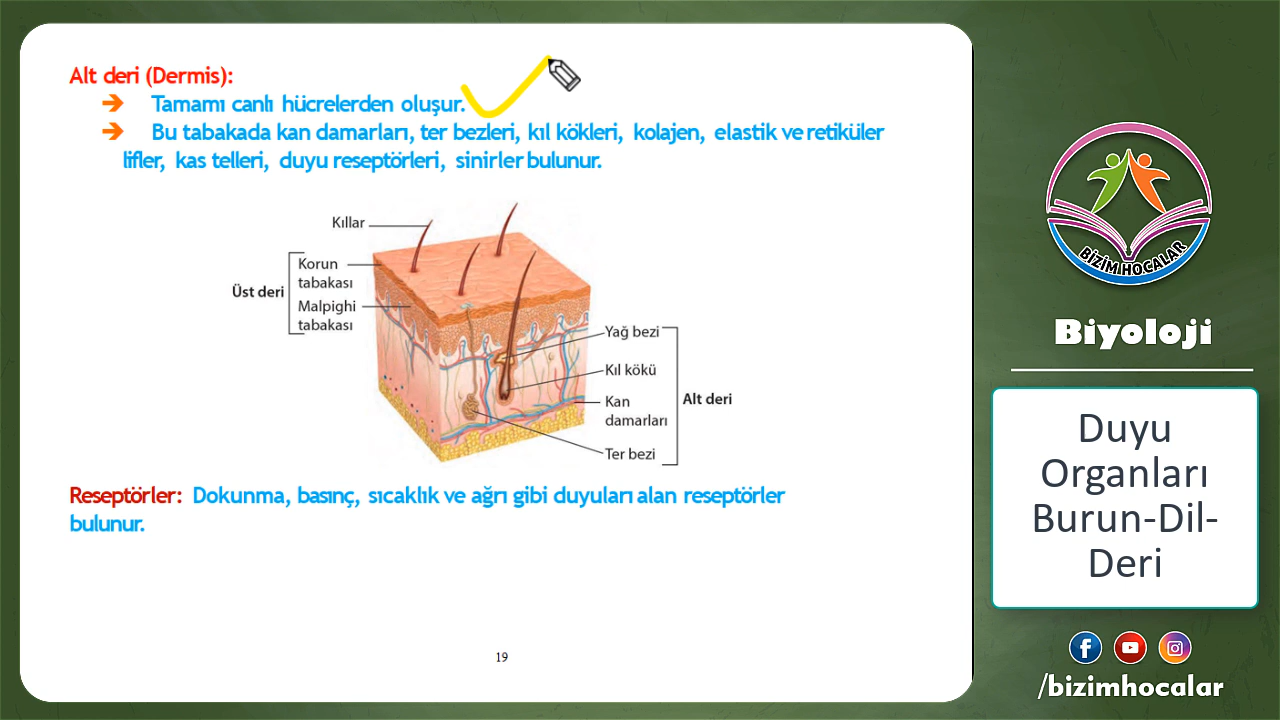 Alt deri (Dermis):
➔ Tamamı canlı hücrelerden oluşur.
➔ Bu tabakada kan damarları, ter bezleri, kıl kökleri, kolajen, elastik ve retiküler
lifler, kas telleri, duyu reseptörleri, sinirler bulunur.
Kıllar
Üst deri
Korun
tabakası
Malpighi
tabakası
Yağ bezi
Kıl kökü
Kan
damarları
Ter bezi
Alt deri
Reseptörler: Dokunma, basınç, sıcaklık ve ağrı gibi duyuları alan reseptörler
bulunur.
19
BİZİM HOCALAR
Biyoloji
Duyu
Organları
Burun-Dil-
Deri
/bizimhocalar